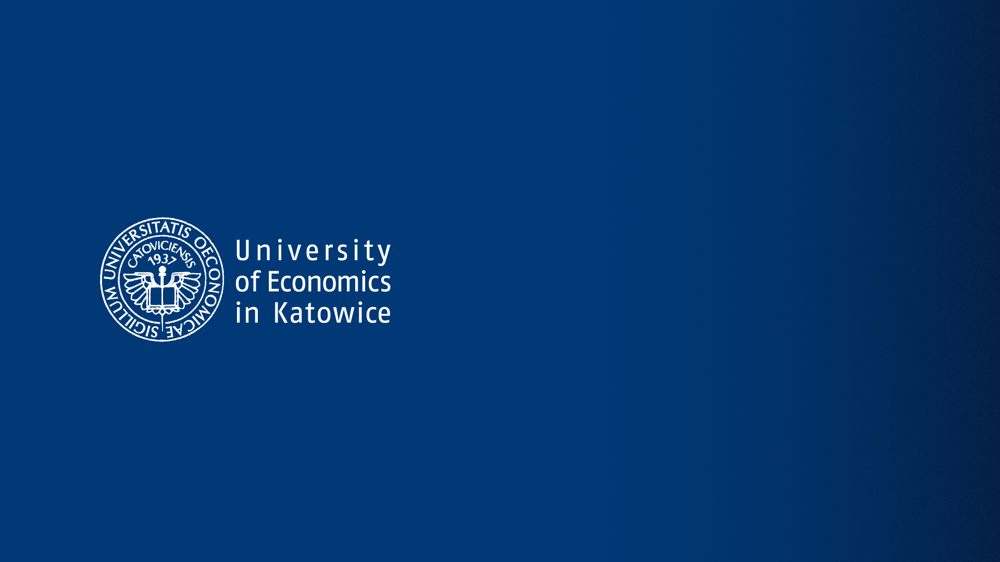 SIGILLUM UNIVERSITATIS OECONOMICAE
CATOVICIENSIS
1937
University
of Economics
in Katowice